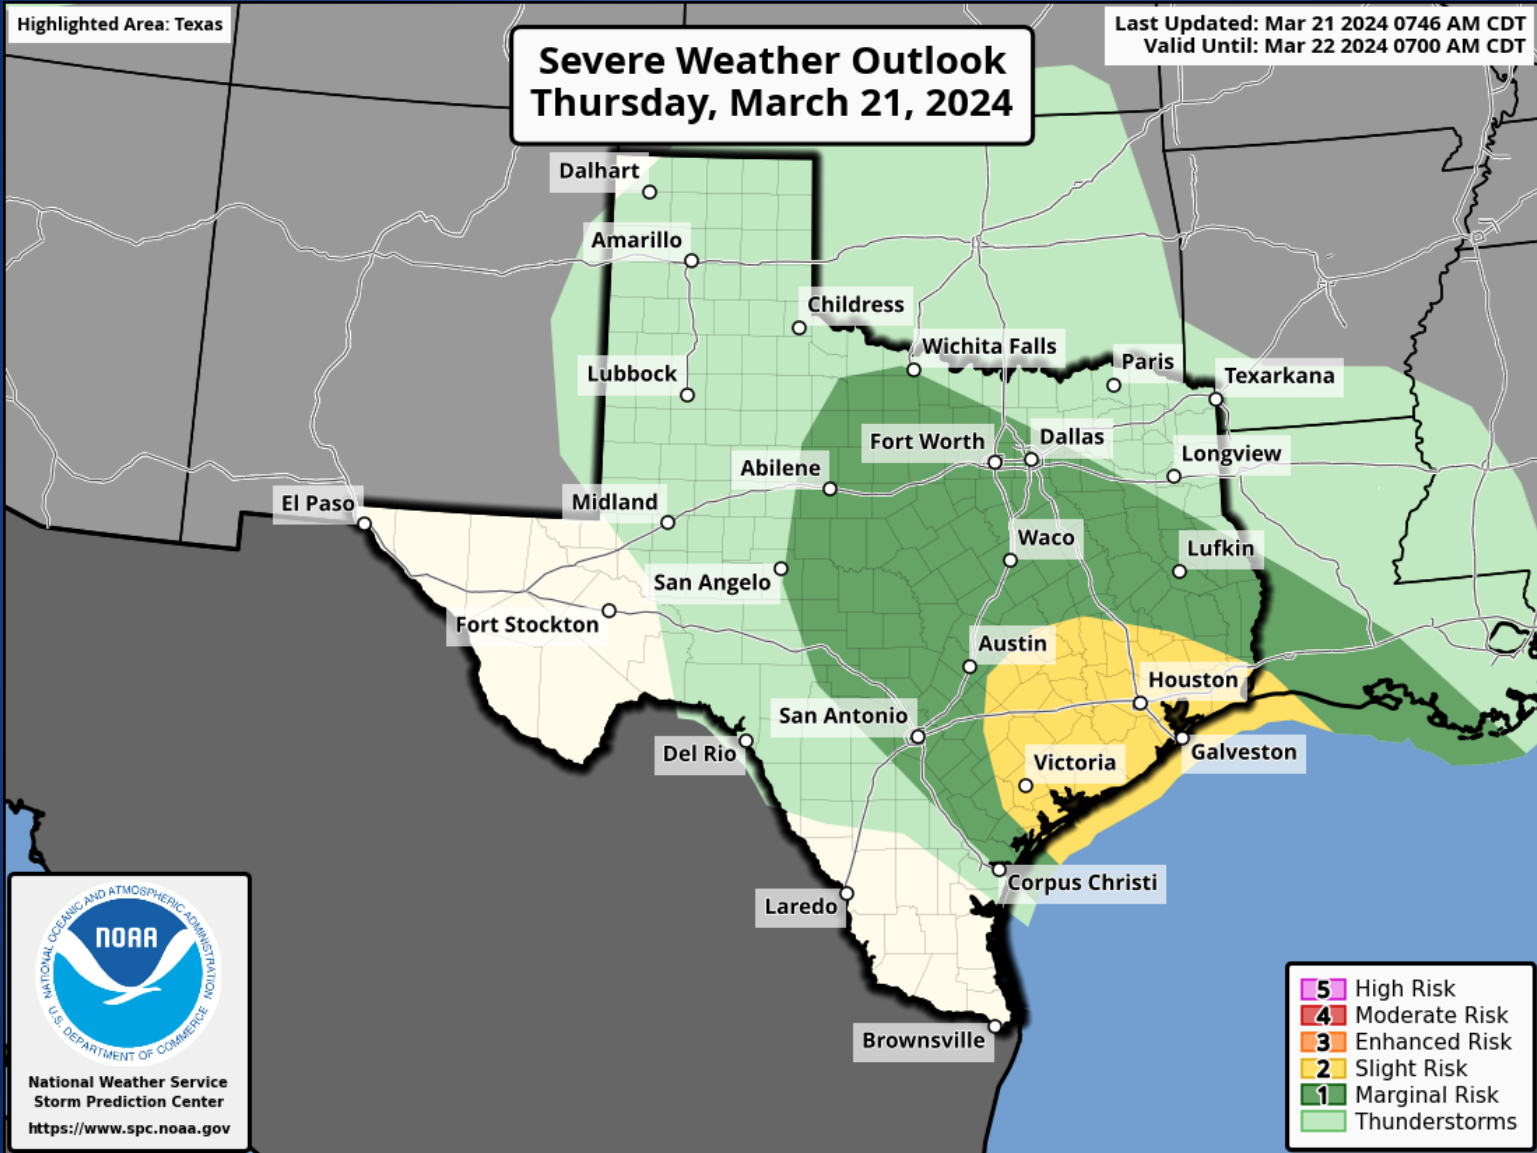 Highlighted Area: Texas
Last Updated: Mar 21 2024 0746 AM CDT
Valid Until: Mar 22 2024 0700 AM CDT
Severe Weather Outlook
Thursday, March 21, 2024
Dalhart
Amarillo
Childress
Wichita Falls
Paris
Texarkana
Lubbock
Fort Worth
Dallas
Longview
Abilene
Midland
El Paso
Waco
Lufkin
San Angelo
Fort Stockton
Austin
Houston
San Antonio
Del Rio
Victoria
Galveston
Corpus Christi
Laredo
Brownsville
NATIONAL OCEANIC AND ATMOSPHERIC ADMINISTRATION
NOAA
U.S. DEPARTMENT OF COMMERCE
National Weather Service
Storm Prediction Center
https://www.spc.noaa.gov
5 High Risk
4 Moderate Risk
3 Enhanced Risk
2 Slight Risk
1 Marginal Risk
Thunderstorms